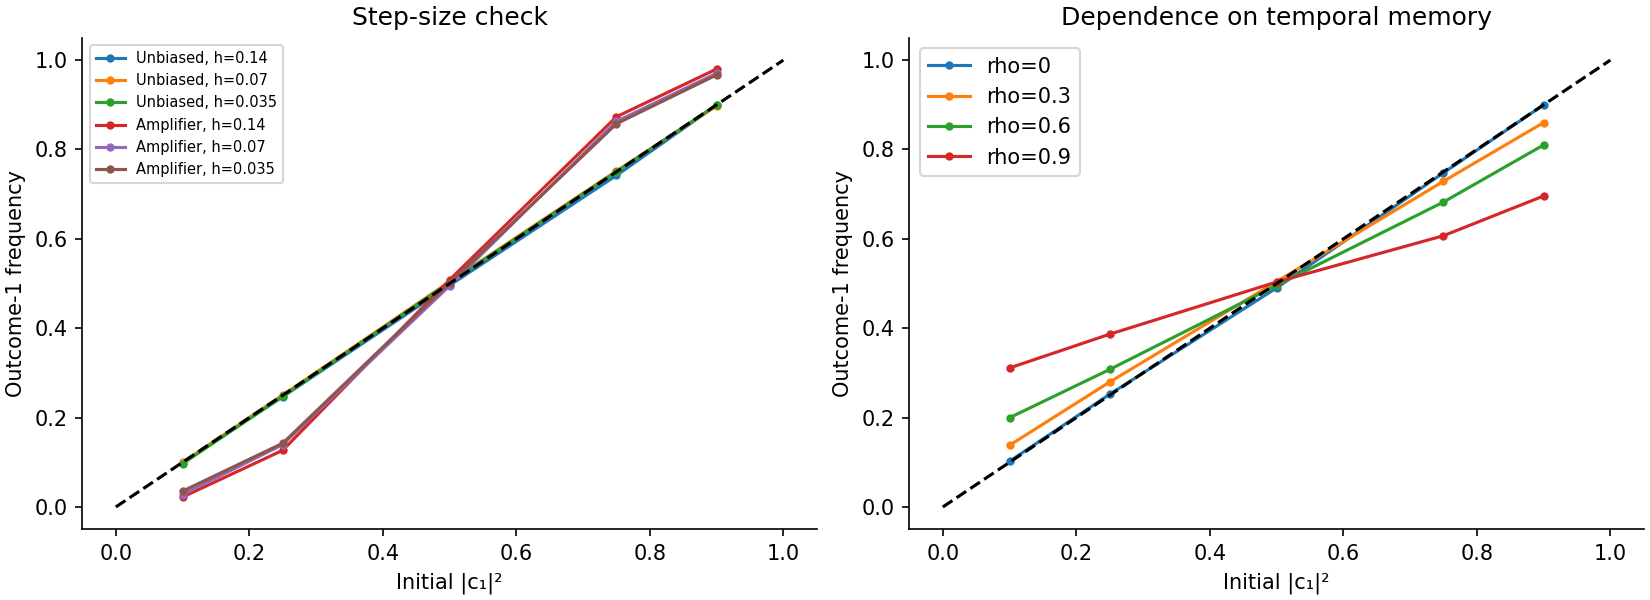 Step-size check
Unbiased, h=0.14
Unbiased, h=0.07
Unbiased, h=0.035
Amplifier, h=0.14
Amplifier, h=0.07
Amplifier, h=0.035
Outcome-1 frequency
1.0
0.8
0.6
0.4
0.2
0.0
0.0 0.2 0.4 0.6 0.8 1.0
Initial |c₁|²
Dependence on temporal memory
rho=0
rho=0.3
rho=0.6
rho=0.9
Outcome-1 frequency
1.0
0.8
0.6
0.4
0.2
0.0
0.0 0.2 0.4 0.6 0.8 1.0
Initial |c₁|²